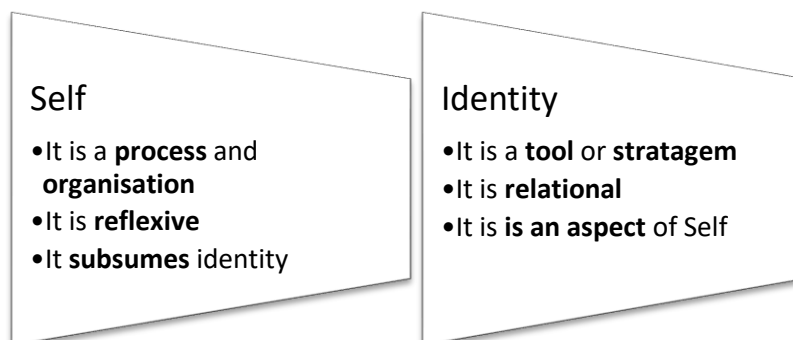 Self
•It is a process and
organisation
•It is reflexive
•It subsumes identity
Identity
•It is a tool or stratagem
•It is relational
•It is is an aspect of Self